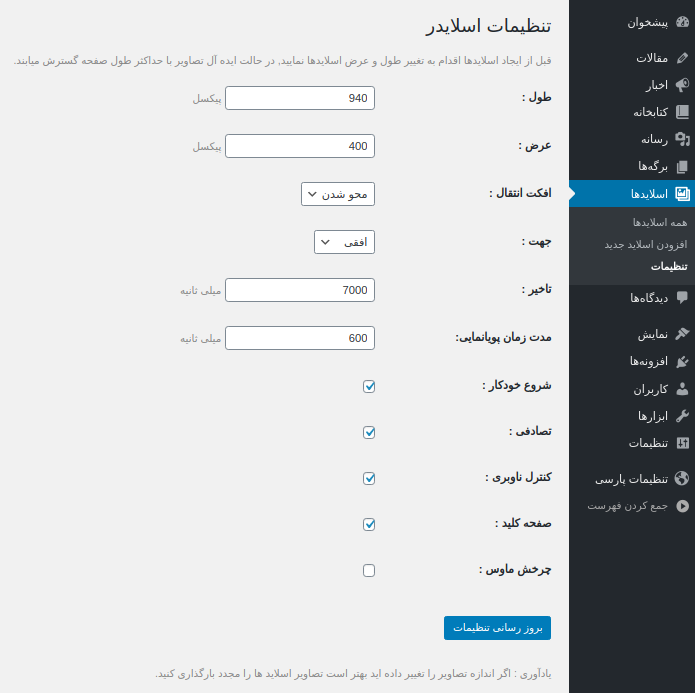 پیشخوان
مقالات
اخبار
کتابخانه
رسانه
برگه‌ها
اسلایدها
همه اسلایدها
افزودن اسلاید جدید
تنظیمات
دیدگاه‌ها
نمایش
افزونه‌ها
کاربران
ابزارها
تنظیمات
تنظیمات پارسی
جمع کردن فهرست
تنظیمات اسلایدر
قبل از ایجاد اسلایدها اقدام به تغییر طول و عرض اسلایدها نمایید, در حالت ایده آل تصاویر با حداکثر طول صفحه گسترش میابند.
طول : 940 پیکسل
عرض : 400 پیکسل
افکت انتقال : محو شدن
جهت : افقی
تاخیر : 7000 میلی ثانیه
مدت زمان پویانمایی: 600 میلی ثانیه
شروع خودکار :
تصادفی :
کنترل ناوبری :
صفحه کلید :
چرخش ماوس :
بروز رسانی تنظیمات
یادآوری : اگر اندازه تصاویر را تغییر داده اید بهتر است تصاویر اسلاید ها را مجدد بارگذاری کنید.